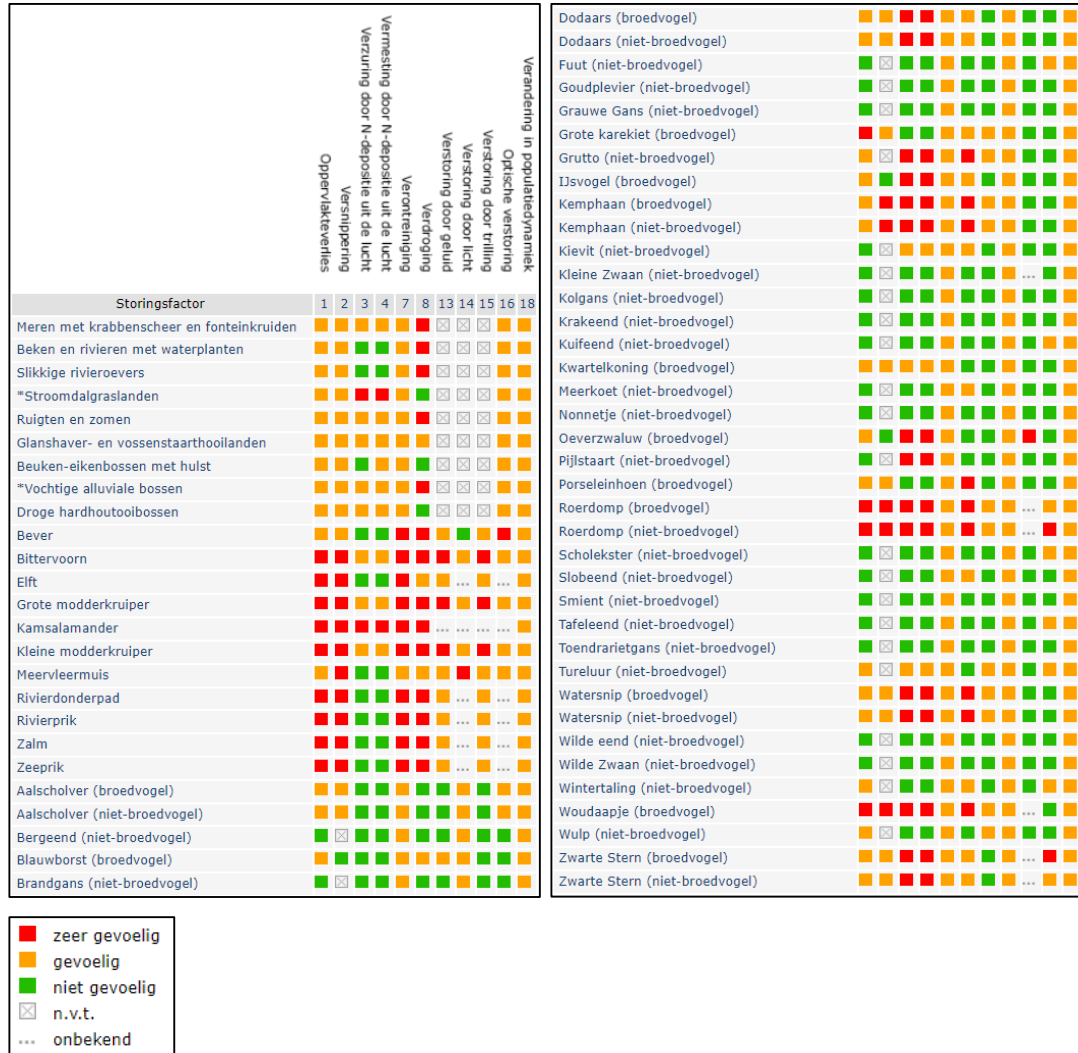 Oppervlakteverlies
Versnippering
Verzuring door N-depositie uit de lucht
Vermesting door N-depositie uit de lucht
Verontreiniging
Verdroging
Verstoring door geluid
Verstoring door licht
Verstoring door trilling
Optische verstoring
Verandering in populatiedynamiek
Storingsfactor 1 2 3 4 7 8 13 14 15 16 18
Meren met krabbenscheer en fonteinkruiden
Beken en rivieren met waterplanten
Slikkige rivieroevers
*Stroomdalgraslanden
Ruigten en zomen
Glanshaver- en vossenstaarthooilanden
Beuken-eikenbossen met hulst
*Vochtige alluviale bossen
Droge hardhoutooibossen
Bever
Bittervoorn
Elft ... ...
Grote modderkruiper
Kamsalamander ... ... ... ...
Kleine modderkruiper
Meervleermuis
Rivierdonderpad ... ...
Rivierprik ... ...
Zalm ... ...
Zeeprik ... ...
Aalscholver (broedvogel)
Aalscholver (niet-broedvogel)
Bergeend (niet-broedvogel)
Blauwborst (broedvogel)
Brandgans (niet-broedvogel)
Dodaars (broedvogel)
Dodaars (niet-broedvogel)
Fuut (niet-broedvogel)
Goudplevier (niet-broedvogel)
Grauwe Gans (niet-broedvogel)
Grote karekiet (broedvogel)
Grutto (niet-broedvogel)
IJsvogel (broedvogel)
Kemphaan (broedvogel)
Kemphaan (niet-broedvogel)
Kievit (niet-broedvogel)
Kleine Zwaan (niet-broedvogel) ...
Kolgans (niet-broedvogel)
Krakeend (niet-broedvogel)
Kuifeend (niet-broedvogel)
Kwartelkoning (broedvogel)
Meerkoet (niet-broedvogel)
Nonnetje (niet-broedvogel)
Oeverzwaluw (broedvogel)
Pijlstaart (niet-broedvogel)
Porseleinhoen (broedvogel)
Roerdomp (broedvogel) ...
Roerdomp (niet-broedvogel) ...
Scholekster (niet-broedvogel)
Slobeend (niet-broedvogel)
Smient (niet-broedvogel)
Tafeleend (niet-broedvogel)
Toendrarietgans (niet-broedvogel)
Tureluur (niet-broedvogel)
Watersnip (broedvogel)
Watersnip (niet-broedvogel)
Wilde eend (niet-broedvogel)
Wilde Zwaan (niet-broedvogel)
Wintertaling (niet-broedvogel)
Woudaapje (broedvogel) ...
Wulp (niet-broedvogel)
Zwarte Stern (broedvogel) ...
Zwarte Stern (niet-broedvogel) ...
zeer gevoelig
gevoelig
niet gevoelig
n.v.t.
... onbekend